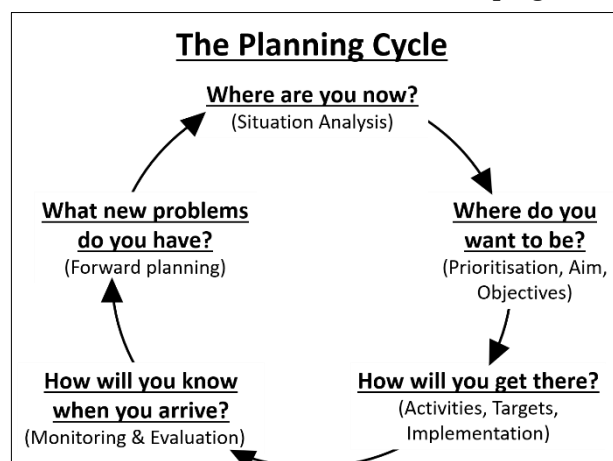 The Planning Cycle
Where are you now?
(Situation Analysis)
Where do you
want to be?
(Prioritisation, Aim,
Objectives)
How will you get there?
(Activities, Targets,
Implementation)
How will you know
when you arrive?
(Monitoring & Evaluation)
What new problems
do you have?
(Forward planning)